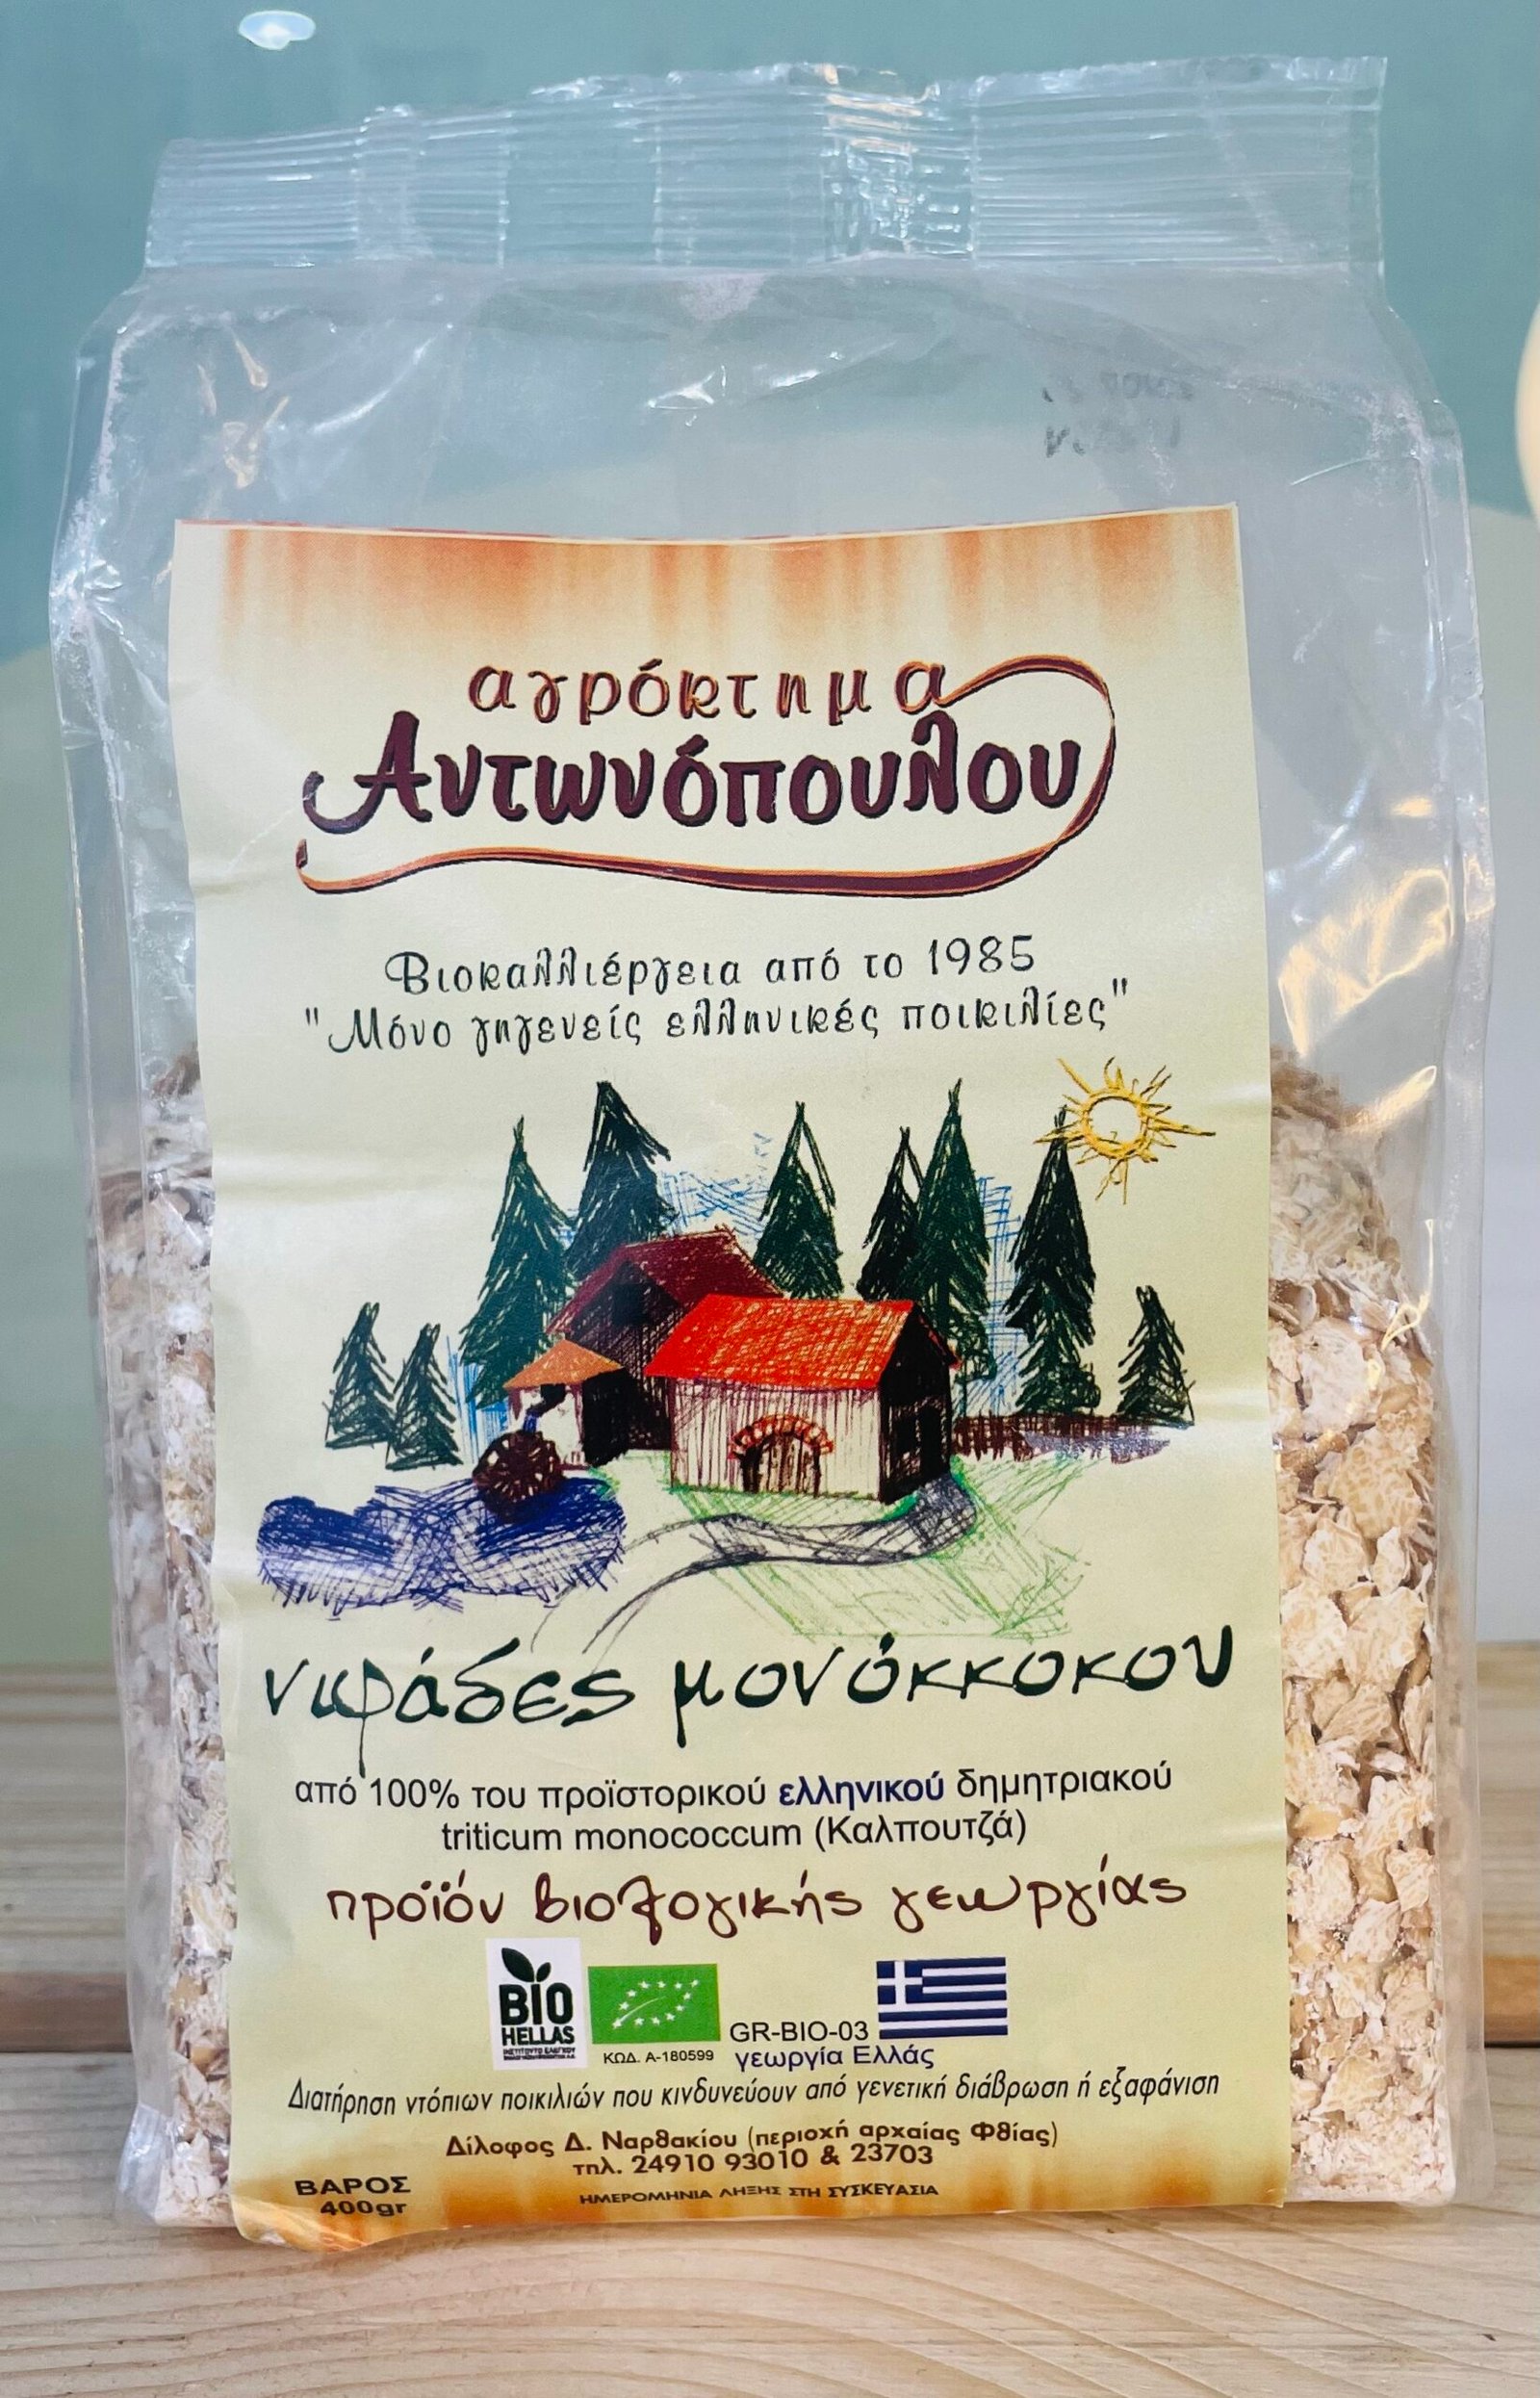 αγρόκτημα
Αντωνόπουλου
Βιοκαλλιέργεια από το 1985
"Μόνο γηγενείς ελληνικές ποικιλίες"
νιφάδες μονόκκοκου
από 100% του προϊστορικού ελληνικού δημητριακού
triticum monococcum (Καλπουτζά)
προϊόν βιολογικής γεωργίας
BIO
HELLAS
ΙΝΣΤΙΤΟΥΤΟ ΕΛΕΓΧΟΥ
ΚΩΔ. Α-180599
GR-BIO-03
γεωργία Ελλάς
Διατήρηση ντόπιων ποικιλιών που κινδυνεύουν από γενετική διάβρωση ή εξαφάνιση
Δίλοφος Δ. Ναρθακίου (περιοχή αρχαίας Φθίας)
τηλ. 24910 93010 & 23703
ΒΑΡΟΣ
400gr
ΗΜΕΡΟΜΗΝΙΑ ΛΗΞΗΣ ΣΤΗ ΣΥΣΚΕΥΑΣΙΑ